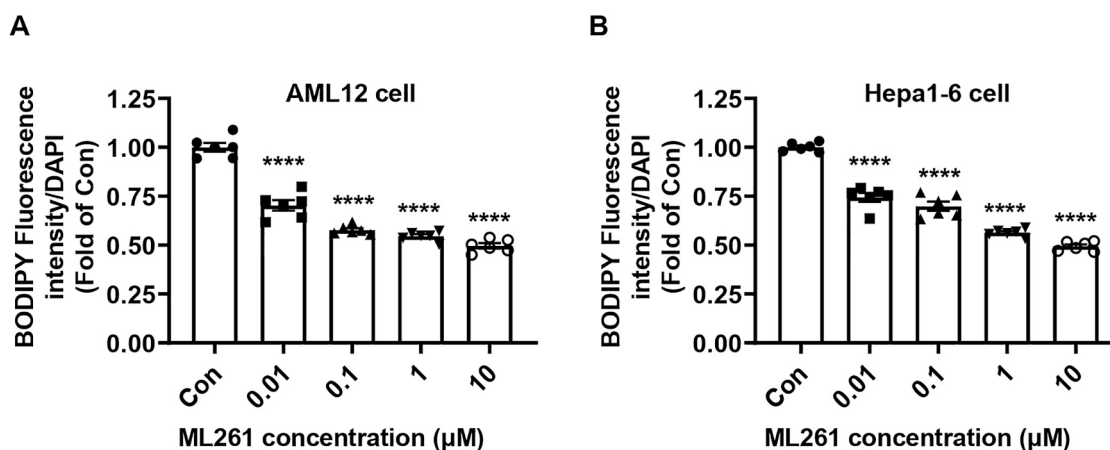 A
AML12 cell
BODIPY Fluorescence
intensity/DAPI
(Fold of Con)
1.25
1.00
0.75
0.50
0.25
0.00
****
****
****
****
Con
0.01
0.1
1
10
ML261 concentration (μM)
B
Hepa1-6 cell
BODIPY Fluorescence
intensity/DAPI
(Fold of Con)
1.25
1.00
0.75
0.50
0.25
0.00
****
****
****
****
Con
0.01
0.1
1
10
ML261 concentration (μM)